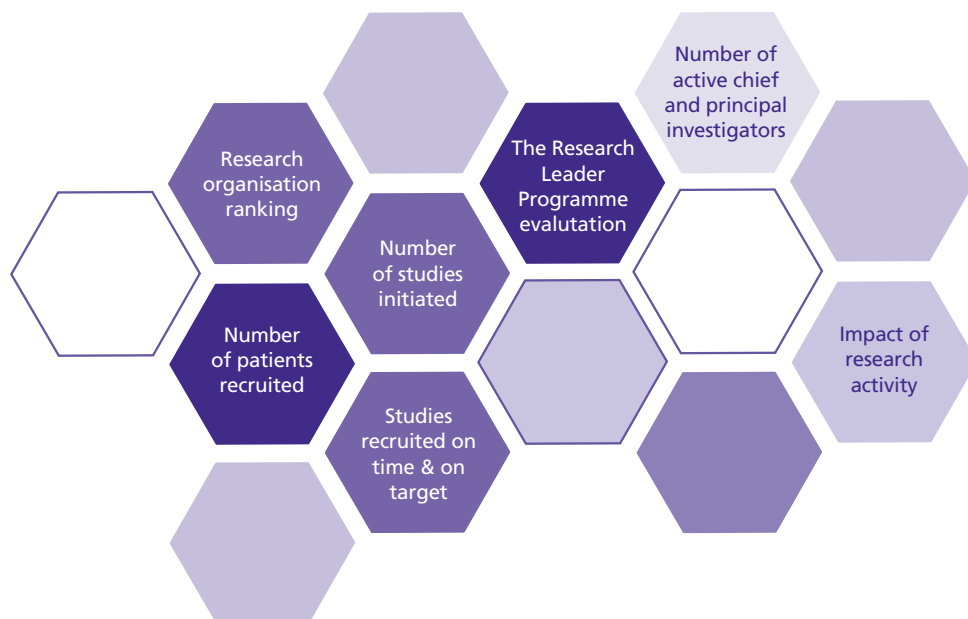 Number of
active chief
and principal
investigators
Research
organisation
ranking
The Research
Leader
Programme
evalutation
Number
of studies
initiated
Number
of patients
recruited
Impact of
research
activity
Studies
recruited on
time & on
target